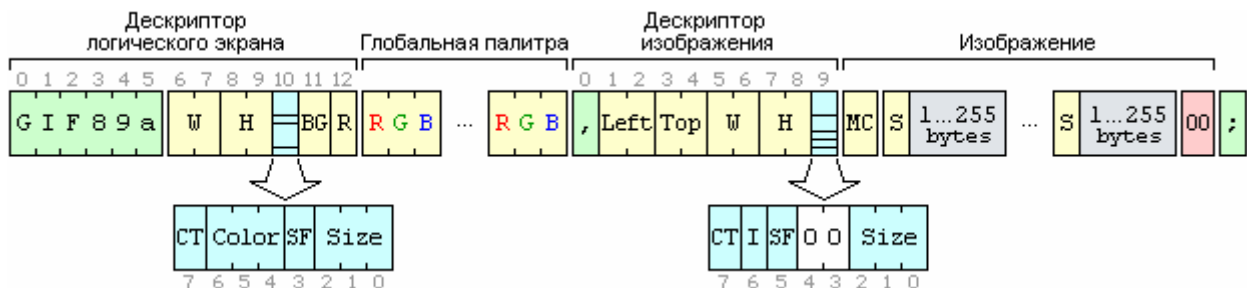 Дескриптор
логического экрана
Глобальная палитра
Дескриптор
изображения
Изображение
0 1 2 3 4 5 6 7 8 9 10 11 12
0 1 2 3 4 5 6 7 8 9
G I F 8 9 a W H BG R R G B ... R G B , Left Top W H MC S 1...255 bytes ... S 1...255 bytes 00 ;
CT Color SF Size
7 6 5 4 3 2 1 0
CT I SF 0 0 Size
7 6 5 4 3 2 1 0